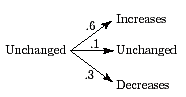 Increases
.6
Unchanged .1 Unchanged
.3
Decreases